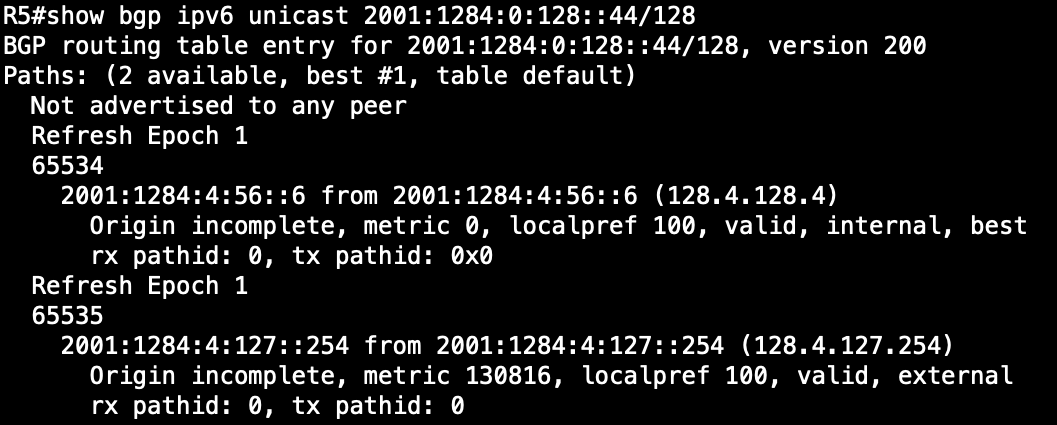 R5#show bgp ipv6 unicast 2001:1284:0:128::44/128
BGP routing table entry for 2001:1284:0:128::44/128, version 200
Paths: (2 available, best #1, table default)
  Not advertised to any peer
  Refresh Epoch 1
  65534
    2001:1284:4:56::6 from 2001:1284:4:56::6 (128.4.128.4)
      Origin incomplete, metric 0, localpref 100, valid, internal, best
      rx pathid: 0, tx pathid: 0x0
  Refresh Epoch 1
  65535
    2001:1284:4:127::254 from 2001:1284:4:127::254 (128.4.127.254)
      Origin incomplete, metric 130816, localpref 100, valid, external
      rx pathid: 0, tx pathid: 0